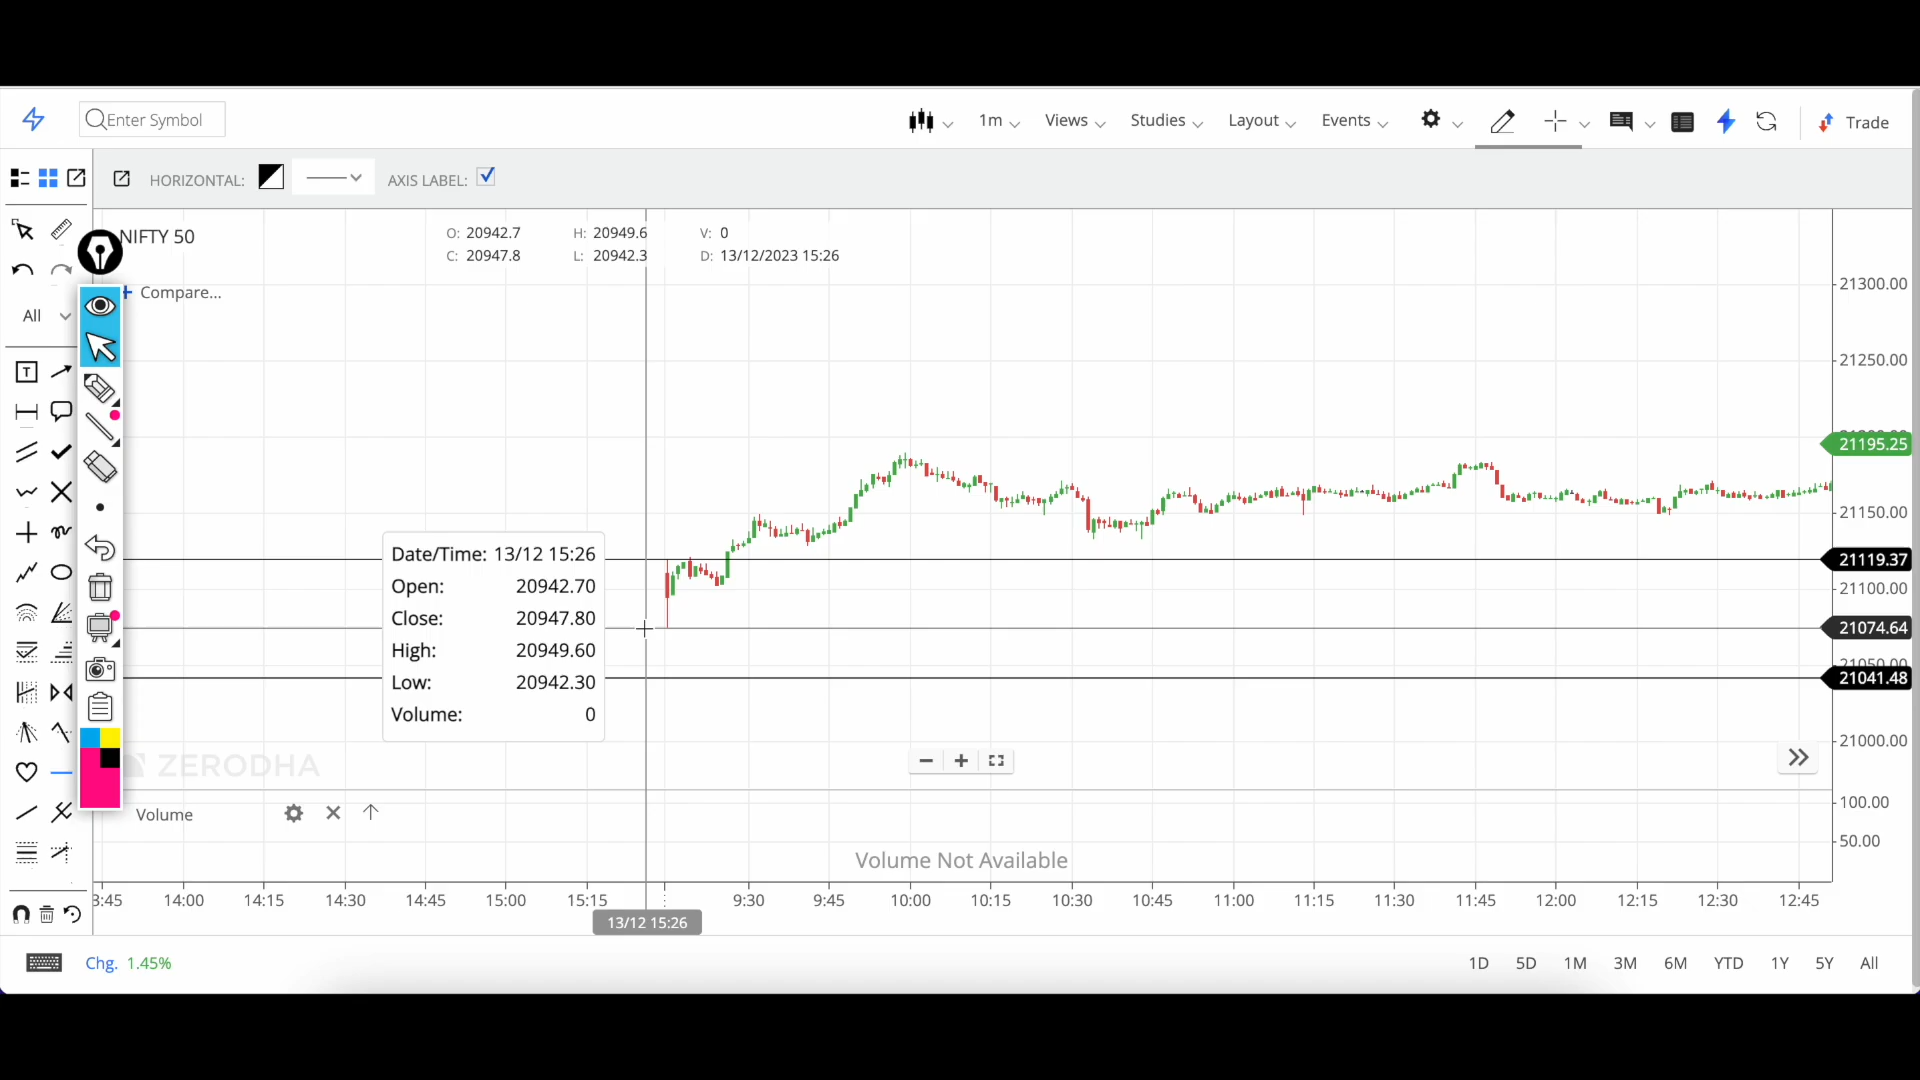 Enter Symbol
1m
Views
Studies
Layout
Events
Trade
HORIZONTAL:
AXIS LABEL:
NIFTY 50
O: 20942.7 H: 20949.6 V: 0
C: 20947.8 L: 20942.3 D: 13/12/2023 15:26
+ Compare...
All
T
Date/Time: 13/12 15:26
Open: 20942.70
Close: 20947.80
High: 20949.60
Low: 20942.30
Volume: 0
21300.00
21250.00
21195.25
21150.00
21119.37
21100.00
21074.64
21050.00
21041.48
21000.00
ZERODHA
Volume
100.00
50.00
Volume Not Available
3:45 14:00 14:15 14:30 14:45 15:00 15:15 9:30 9:45 10:00 10:15 10:30 10:45 11:00 11:15 11:30 11:45 12:00 12:15 12:30 12:45
13/12 15:26
Chg. 1.45%
1D 5D 1M 3M 6M YTD 1Y 5Y All